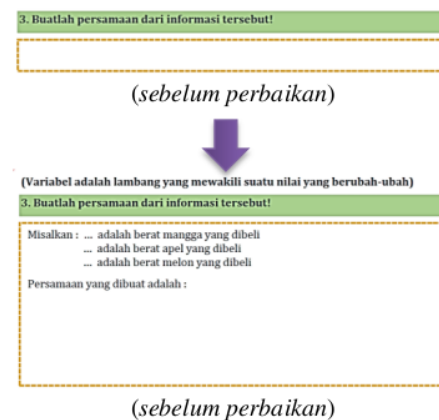 3. Buatlah persamaan dari informasi tersebut!
(sebelum perbaikan)
(Variabel adalah lambang yang mewakili suatu nilai yang berubah-ubah)
3. Buatlah persamaan dari informasi tersebut!
Misalkan : ... adalah berat mangga yang dibeli
... adalah berat apel yang dibeli
... adalah berat melon yang dibeli
Persamaan yang dibuat adalah :
(sebelum perbaikan)